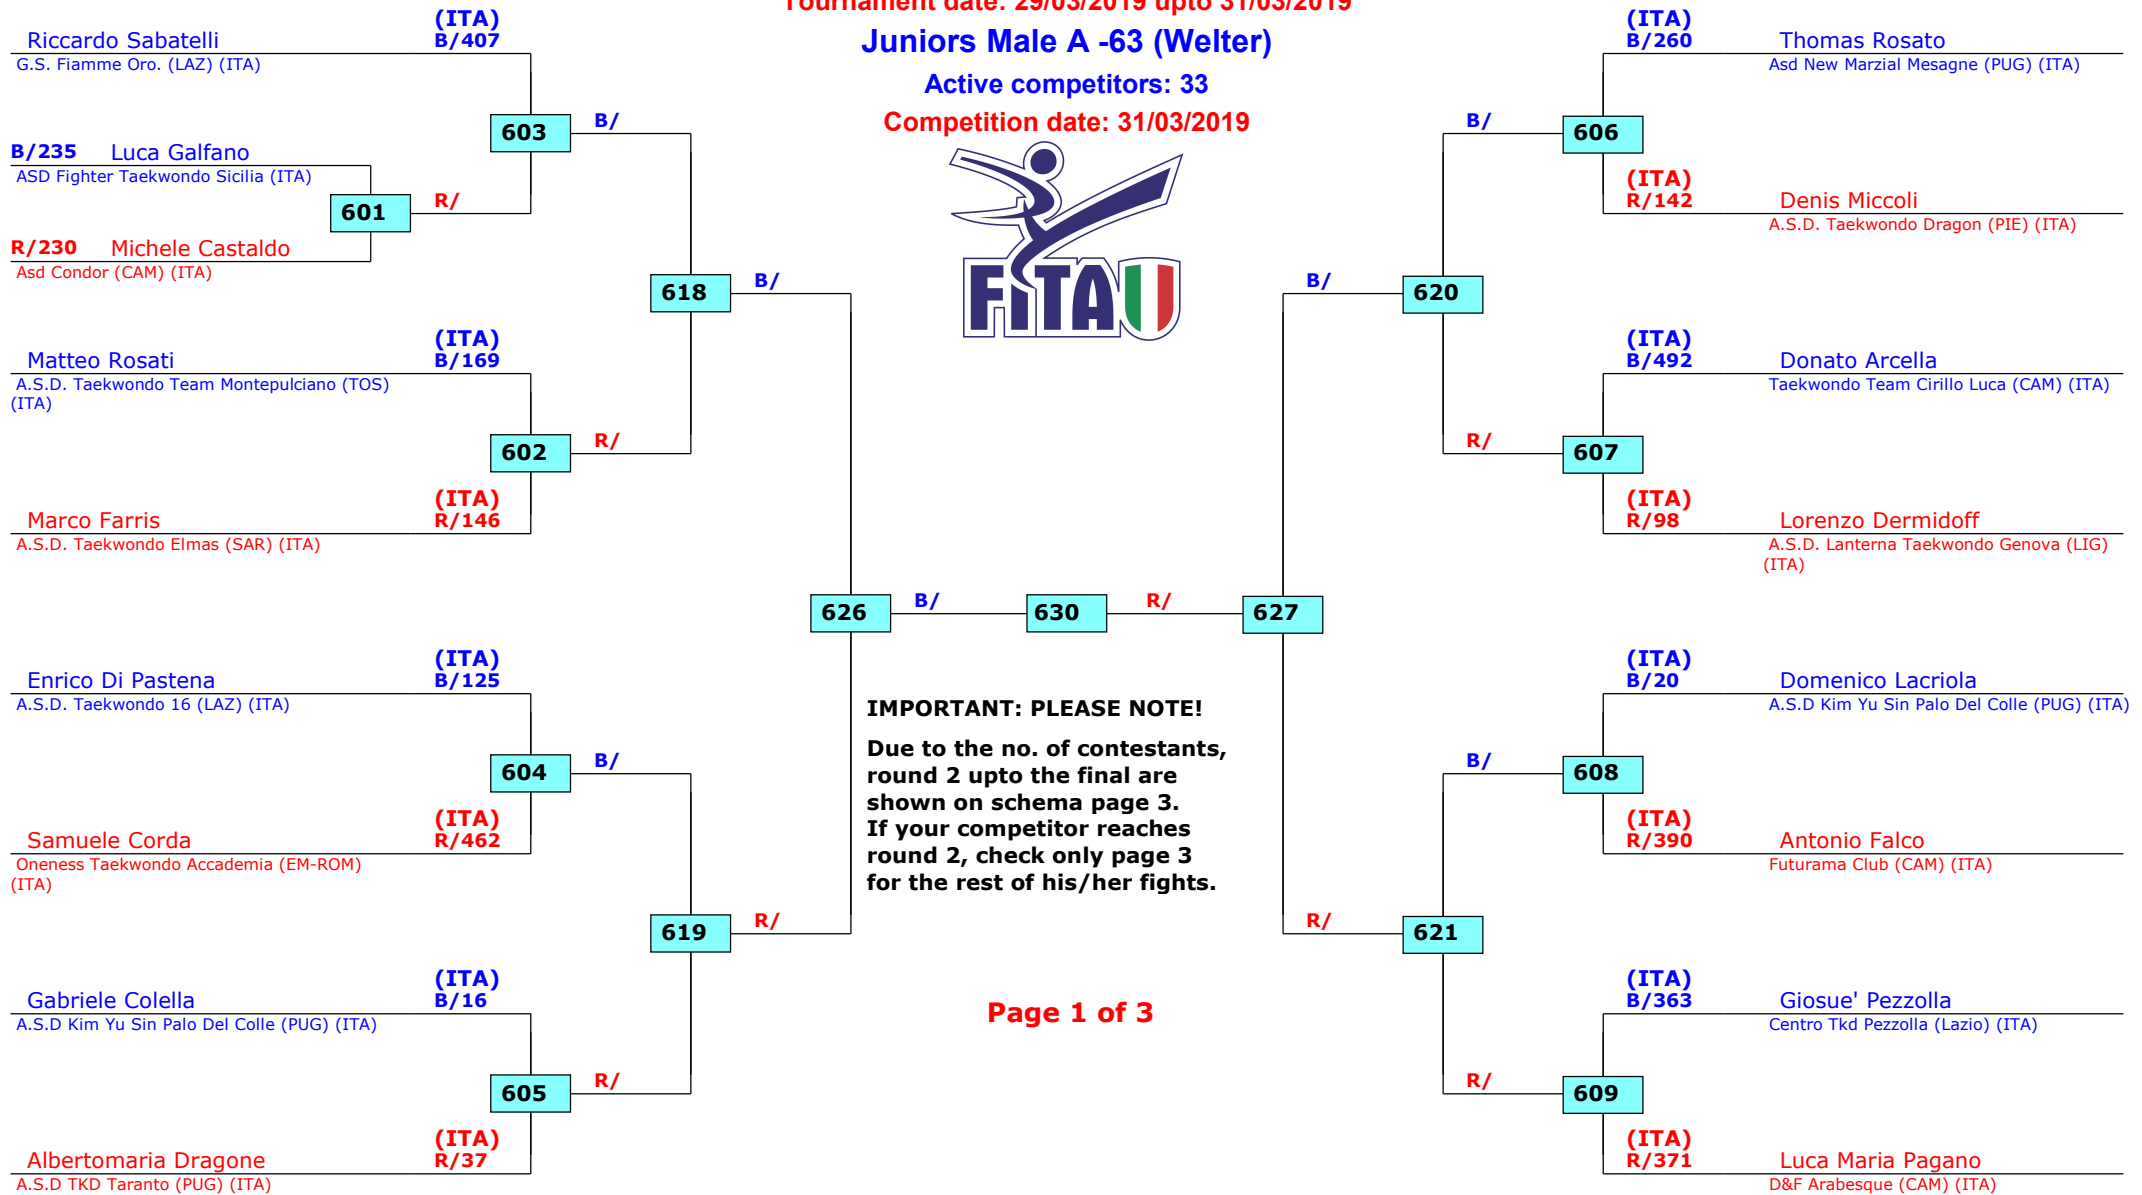 Tournament date: 29/03/2019 upto 31/03/2019
Juniors Male A -63 (Welter)
Active competitors: 33
Competition date: 31/03/2019
FITA
(ITA)
Riccardo Sabatelli B/407
G.S. Fiamme Oro. (LAZ) (ITA)
603 B/
B/235 Luca Galfano
ASD Fighter Taekwondo Sicilia (ITA)
601 R/
R/230 Michele Castaldo
Asd Condor (CAM) (ITA)
618 B/
(ITA)
Matteo Rosati B/169
A.S.D. Taekwondo Team Montepulciano (TOS)
(ITA)
602 R/
(ITA)
Marco Farris R/146
A.S.D. Taekwondo Elmas (SAR) (ITA)
626 B/ 630 R/ 627
(ITA)
Enrico Di Pastena B/125
A.S.D. Taekwondo 16 (LAZ) (ITA)
604 B/
(ITA)
Samuele Corda R/462
Oneness Taekwondo Accademia (EM-ROM)
(ITA)
619 R/
(ITA)
Gabriele Colella B/16
A.S.D Kim Yu Sin Palo Del Colle (PUG) (ITA)
605 R/
(ITA)
Albertomaria Dragone R/37
A.S.D TKD Taranto (PUG) (ITA)
IMPORTANT: PLEASE NOTE!
Due to the no. of contestants,
round 2 upto the final are
shown on schema page 3.
If your competitor reaches
round 2, check only page 3
for the rest of his/her fights.
Page 1 of 3
(ITA)
B/260 Thomas Rosato
Asd New Marzial Mesagne (PUG) (ITA)
B/ 606
(ITA)
R/142 Denis Miccoli
A.S.D. Taekwondo Dragon (PIE) (ITA)
B/ 620
(ITA)
B/492 Donato Arcella
Taekwondo Team Cirillo Luca (CAM) (ITA)
R/ 607
(ITA)
R/98 Lorenzo Dermidoff
A.S.D. Lanterna Taekwondo Genova (LIG)
(ITA)
(ITA)
B/20 Domenico Lacriola
A.S.D Kim Yu Sin Palo Del Colle (PUG) (ITA)
B/ 608
(ITA)
R/390 Antonio Falco
Futurama Club (CAM) (ITA)
R/ 621
(ITA)
B/363 Giosue' Pezzolla
Centro Tkd Pezzolla (Lazio) (ITA)
R/ 609
(ITA)
R/371 Luca Maria Pagano
D&F Arabesque (CAM) (ITA)